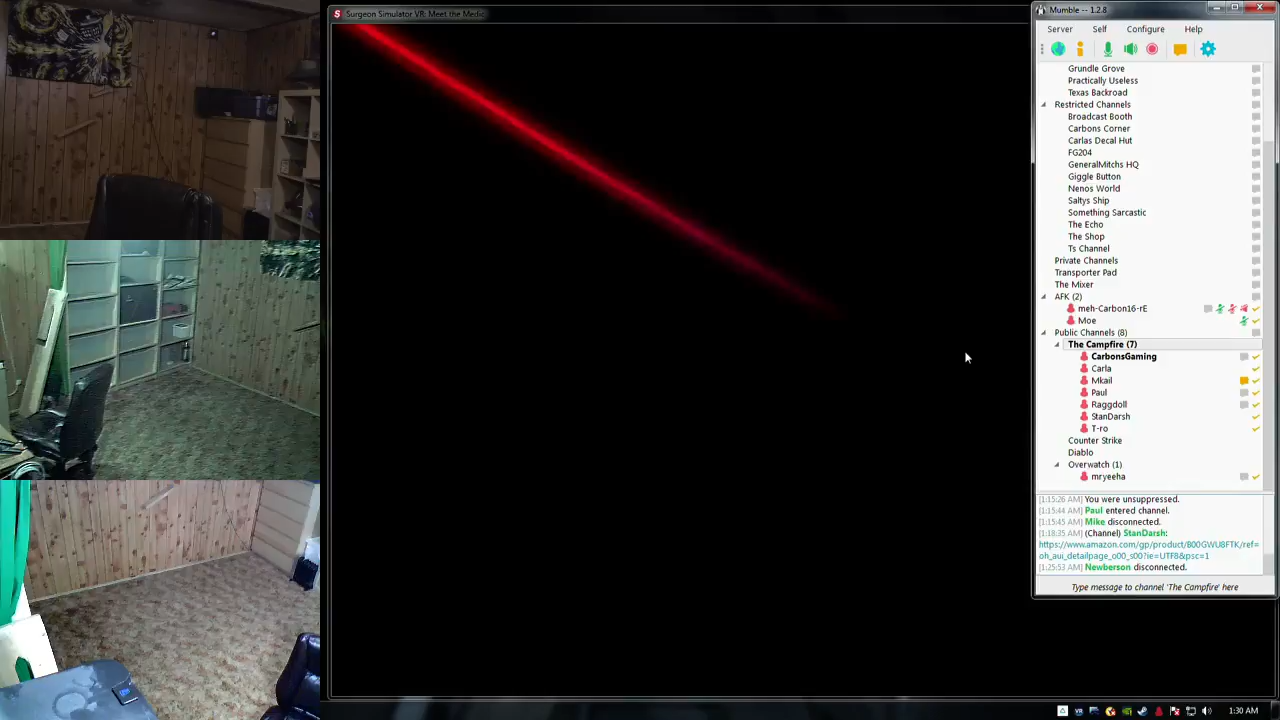 Surgeon Simulator VR: Meet the Medic
Mumble -- 1.2.8
Server Self Configure Help
Grundle Grove
Practically Useless
Texas Backroad
Restricted Channels
Broadcast Booth
Carbons Corner
Carlas Decal Hut
FG204
GeneralMitchs HQ
Giggle Button
Nenos World
Saltys Ship
Something Sarcastic
The Echo
The Shop
Ts Channel
Private Channels
Transporter Pad
The Mixer
AFK (2)
meh-Carbon16-rE
Moe
Public Channels (8)
The Campfire (7)
CarbonsGaming
Carla
Mkail
Paul
Raggdoll
StanDarsh
T-ro
Counter Strike
Diablo
Overwatch (1)
mryeeha
[1:15:26 AM] You were unsuppressed.
[1:15:44 AM] Paul entered channel.
[1:15:45 AM] Mike disconnected.
[1:18:35 AM] (Channel) StanDarsh:
https://www.amazon.com/gp/product/B00GWU8FTK/ref=
oh_aui_detailpage_o00_s00?ie=UTF8&psc=1
[1:25:53 AM] Newberson disconnected.
Type message to channel 'The Campfire' here
1:30 AM